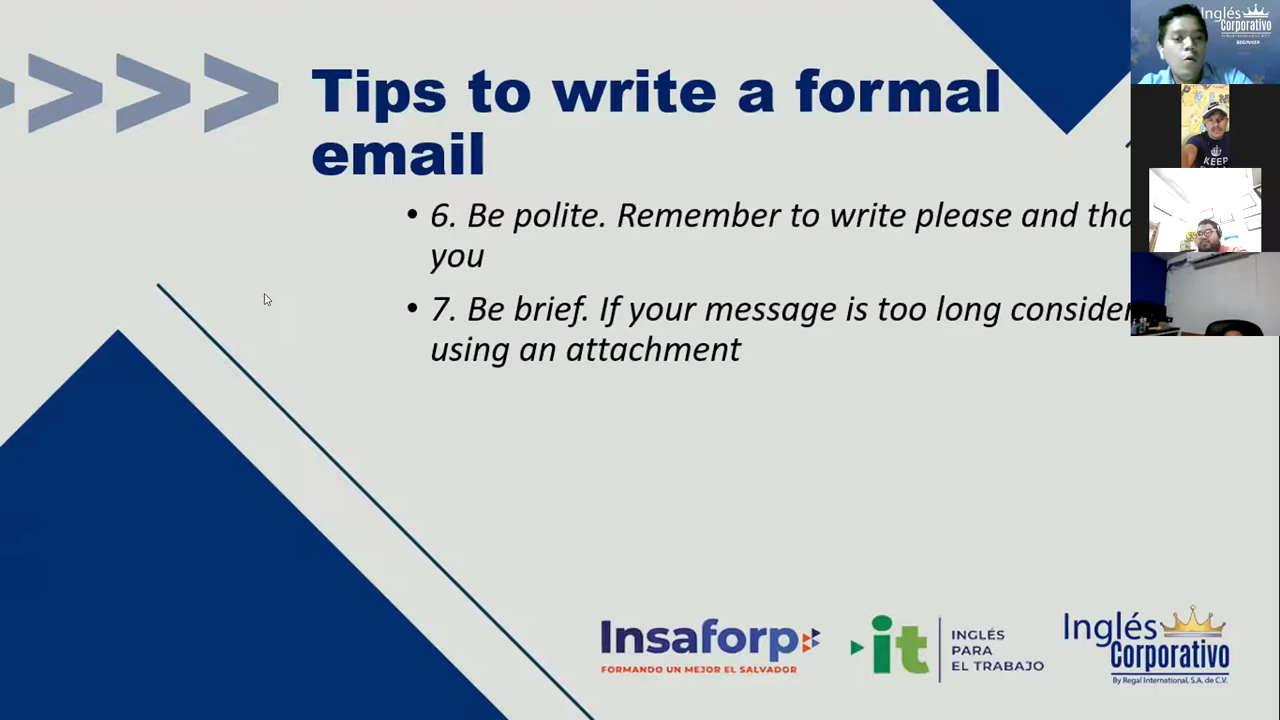 Tips to write a formal
email
• 6. Be polite. Remember to write please and
you
• 7. Be brief. If your message is too long consider
using an attachment
Inglés
Corporativo
BEGINNER
KEEP
Insaforp
FORMANDO UN MEJOR EL SALVADOR
it
INGLÉS
PARA
EL TRABAJO
Inglés
Corporativo
By Regal International, S.A. de C.V.